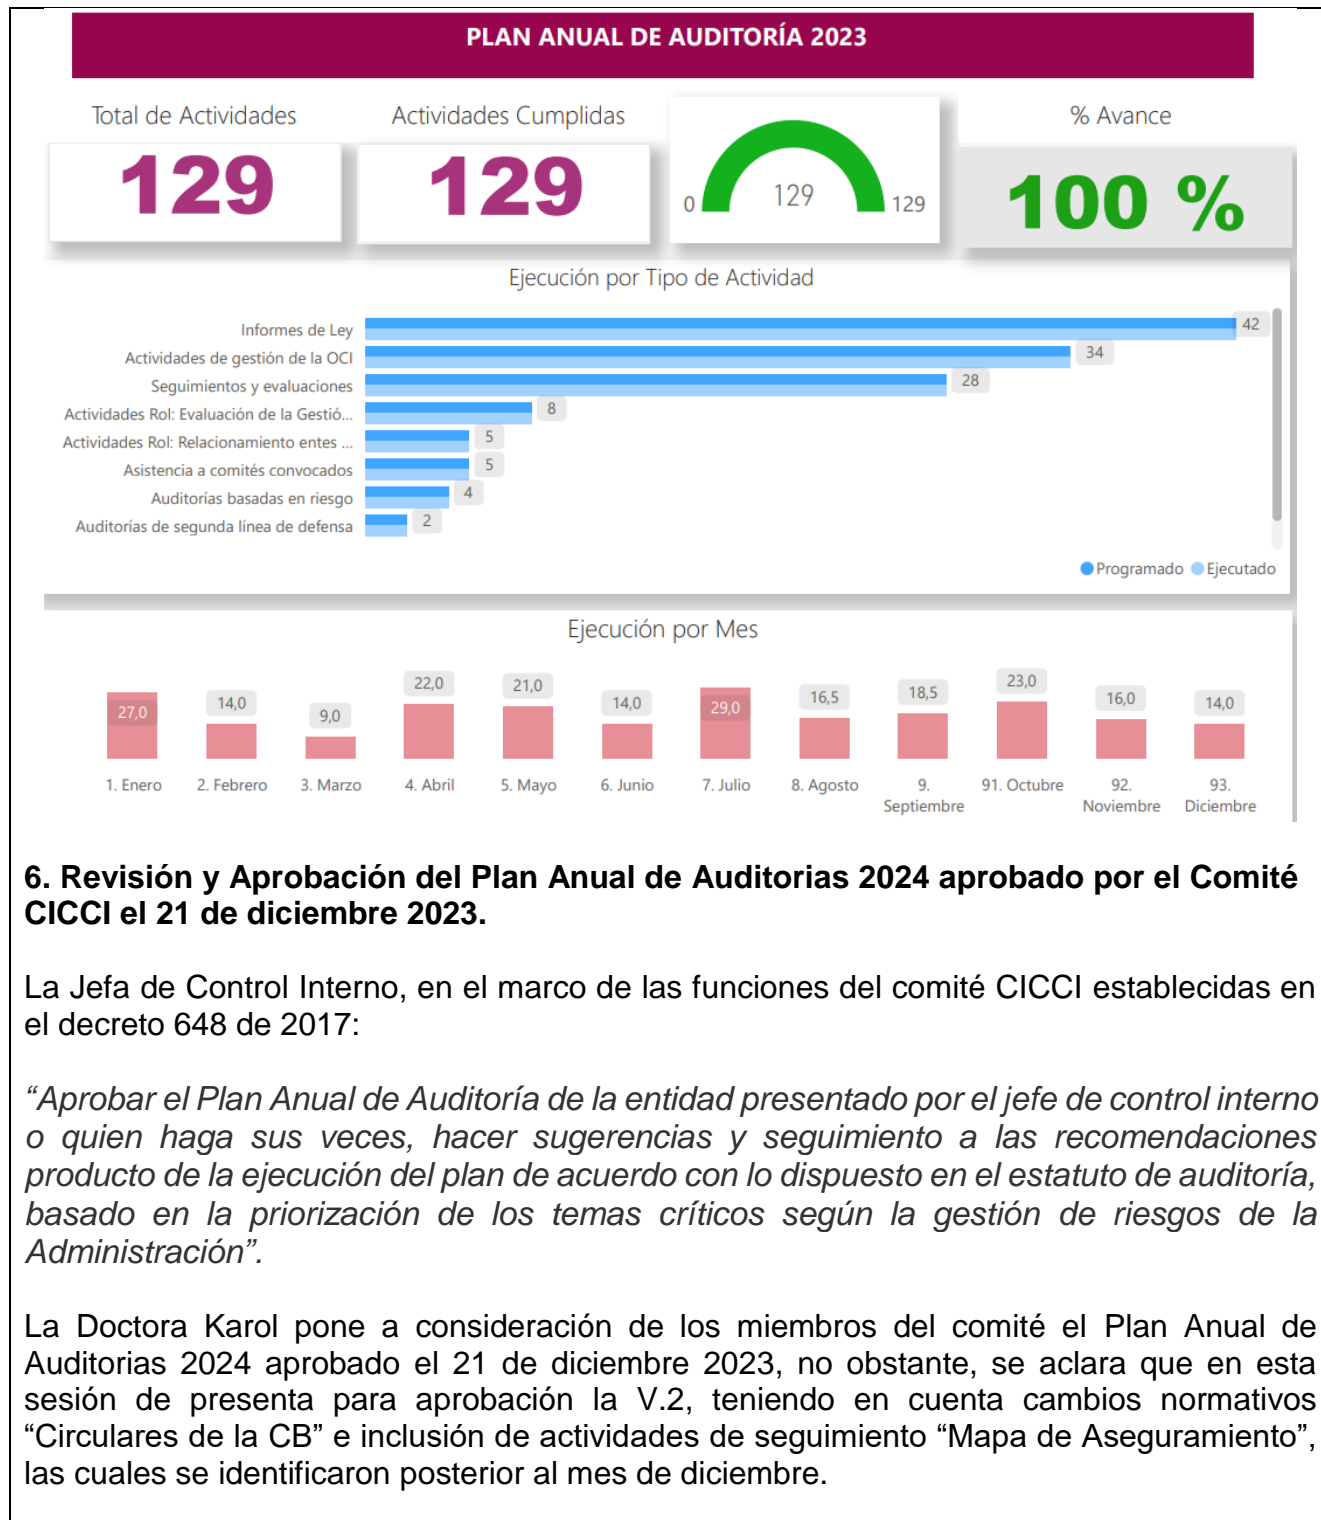 PLAN ANUAL DE AUDITORÍA 2023
Total de Actividades
Actividades Cumplidas
% Avance
129
129
0
129
129
100 %
Ejecución por Tipo de Actividad
Informes de Ley
42
Actividades de gestión de la OCI
34
Seguimientos y evaluaciones
28
Actividades Rol: Evaluación de la Gestió...
8
Actividades Rol: Relacionamiento entes ...
5
Asistencia a comités convocados
5
Auditorías basadas en riesgo
4
Auditorías de segunda línea de defensa
2
Programado Ejecutado
Ejecución por Mes
27,0
14,0
9,0
22,0
21,0
14,0
29,0
16,5
18,5
23,0
16,0
14,0
1. Enero
2. Febrero
3. Marzo
4. Abril
5. Mayo
6. Junio
7. Julio
8. Agosto
9.
Septiembre
91. Octubre
92.
Noviembre
93.
Diciembre
6. Revisión y Aprobación del Plan Anual de Auditorias 2024 aprobado por el Comité
CICCI el 21 de diciembre 2023.
La Jefa de Control Interno, en el marco de las funciones del comité CICCI establecidas en
el decreto 648 de 2017:
“Aprobar el Plan Anual de Auditoría de la entidad presentado por el jefe de control interno
o quien haga sus veces, hacer sugerencias y seguimiento a las recomendaciones
producto de la ejecución del plan de acuerdo con lo dispuesto en el estatuto de auditoría,
basado en la priorización de los temas críticos según la gestión de riesgos de la
Administración”.
La Doctora Karol pone a consideración de los miembros del comité el Plan Anual de
Auditorias 2024 aprobado el 21 de diciembre 2023, no obstante, se aclara que en esta
sesión de presenta para aprobación la V.2, teniendo en cuenta cambios normativos
“Circulares de la CB” e inclusión de actividades de seguimiento “Mapa de Aseguramiento”,
las cuales se identificaron posterior al mes de diciembre.